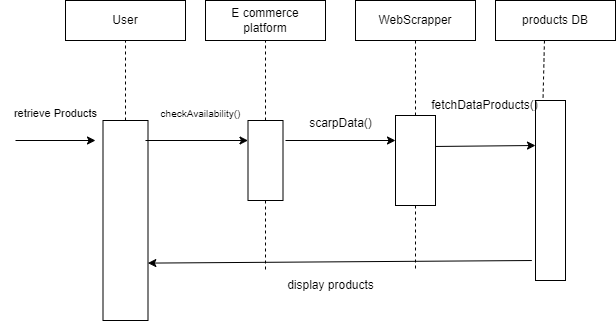 User
E commerce
platform
WebScrapper
products DB
retrieve Products
checkAvailability()
scarpData()
fetchDataProducts()
display products